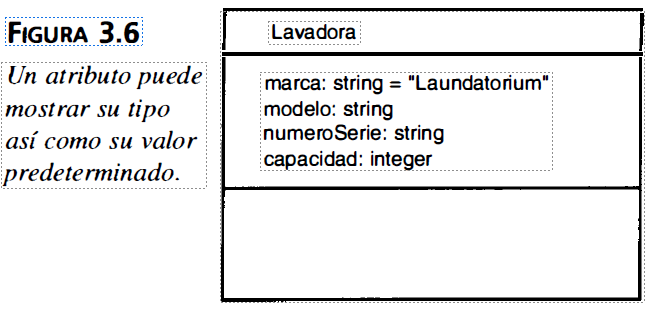 FIGURA 3.6
Un atributo puede
mostrar su tipo
así como su valor
predeterminado.
Lavadora
marca: string = "Laundatorium"
modelo: string
numeroSerie: string
capacidad: integer